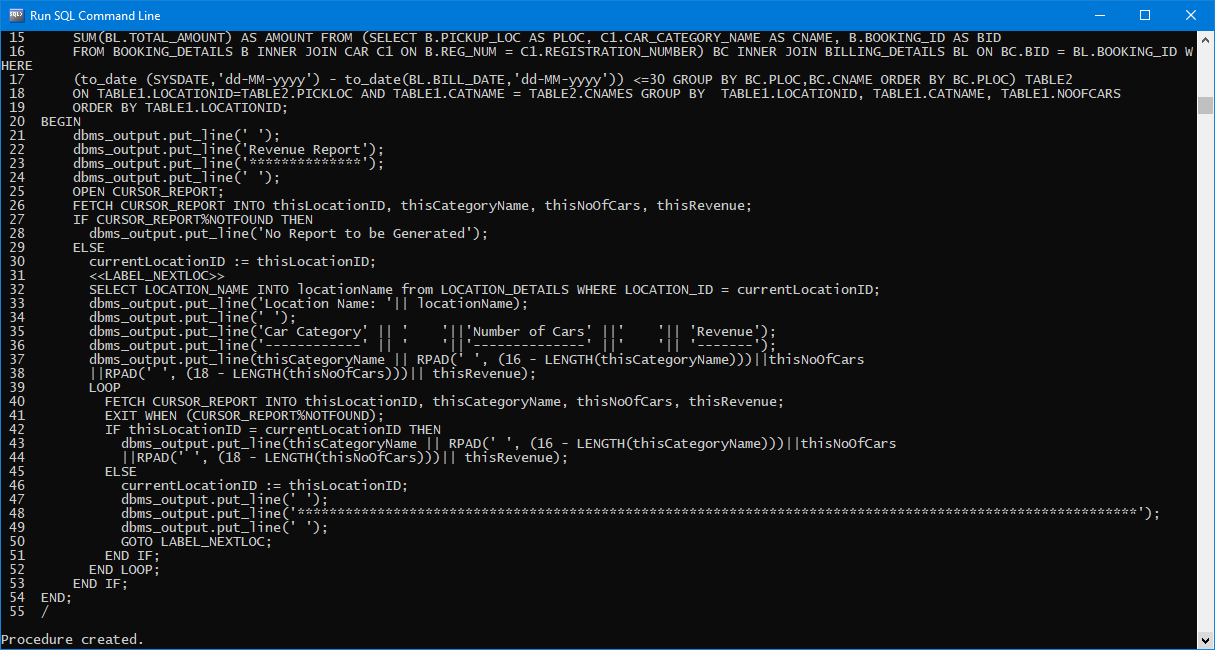 Run SQL Command Line
15      SUM(BL.TOTAL_AMOUNT) AS AMOUNT FROM (SELECT B.PICKUP_LOC AS PLOC, C1.CAR_CATEGORY_NAME AS CNAME, B.BOOKING_ID AS BID
16      FROM BOOKING_DETAILS B INNER JOIN CAR C1 ON B.REG_NUM = C1.REGISTRATION_NUMBER) BC INNER JOIN BILLING_DETAILS BL ON BC.BID = BL.BOOKING_ID W
HERE
17      (to_date (SYSDATE,'dd-MM-yyyy') - to_date(BL.BILL_DATE,'dd-MM-yyyy')) <=30 GROUP BY BC.PLOC,BC.CNAME ORDER BY BC.PLOC) TABLE2
18      ON TABLE1.LOCATIONID=TABLE2.PICKLOC AND TABLE1.CATNAME = TABLE2.CNAMES GROUP BY  TABLE1.LOCATIONID, TABLE1.CATNAME, TABLE1.NOOFCARS
19      ORDER BY TABLE1.LOCATIONID;
20  BEGIN
21      dbms_output.put_line(' ');
22      dbms_output.put_line('Revenue Report');
23      dbms_output.put_line('**************');
24      dbms_output.put_line(' ');
25      OPEN CURSOR_REPORT;
26      FETCH CURSOR_REPORT INTO thisLocationID, thisCategoryName, thisNoOfCars, thisRevenue;
27      IF CURSOR_REPORT%NOTFOUND THEN
28        dbms_output.put_line('No Report to be Generated');
29      ELSE
30        currentLocationID := thisLocationID;
31        <<LABEL_NEXTLOC>>
32        SELECT LOCATION_NAME INTO locationName from LOCATION_DETAILS WHERE LOCATION_ID = currentLocationID;
33        dbms_output.put_line('Location Name: '|| locationName);
34        dbms_output.put_line(' ');
35        dbms_output.put_line('Car Category' || '    '||'Number of Cars' ||'    '|| 'Revenue');
36        dbms_output.put_line('------------' || '    '||'--------------' ||'    '|| '-------');
37        dbms_output.put_line(thisCategoryName || RPAD(' ', (16 - LENGTH(thisCategoryName)))||thisNoOfCars
38        ||RPAD(' ', (18 - LENGTH(thisNoOfCars)))|| thisRevenue);
39        LOOP
40          FETCH CURSOR_REPORT INTO thisLocationID, thisCategoryName, thisNoOfCars, thisRevenue;
41          EXIT WHEN (CURSOR_REPORT%NOTFOUND);
42          IF thisLocationID = currentLocationID THEN
43            dbms_output.put_line(thisCategoryName || RPAD(' ', (16 - LENGTH(thisCategoryName)))||thisNoOfCars
44            ||RPAD(' ', (18 - LENGTH(thisNoOfCars)))|| thisRevenue);
45          ELSE
46            currentLocationID := thisLocationID;
47            dbms_output.put_line(' ');
48            dbms_output.put_line('*********************************************************************************************************');
49            dbms_output.put_line(' ');
50            GOTO LABEL_NEXTLOC;
51          END IF;
52        END LOOP;
53      END IF;
54  END;
55  /
Procedure created.